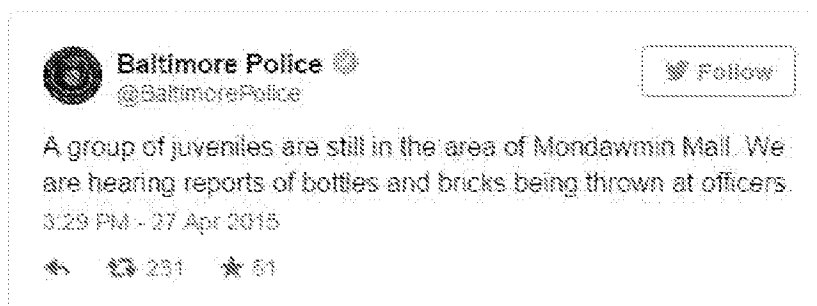 Baltimore Police
Follow
@BaltimorePolice
A group of juveniles are still in the area of Mondawmin Mall. We
are hearing reports of bottles and bricks being thrown at officers.
3:29 PM - 27 Apr 2015
231 61